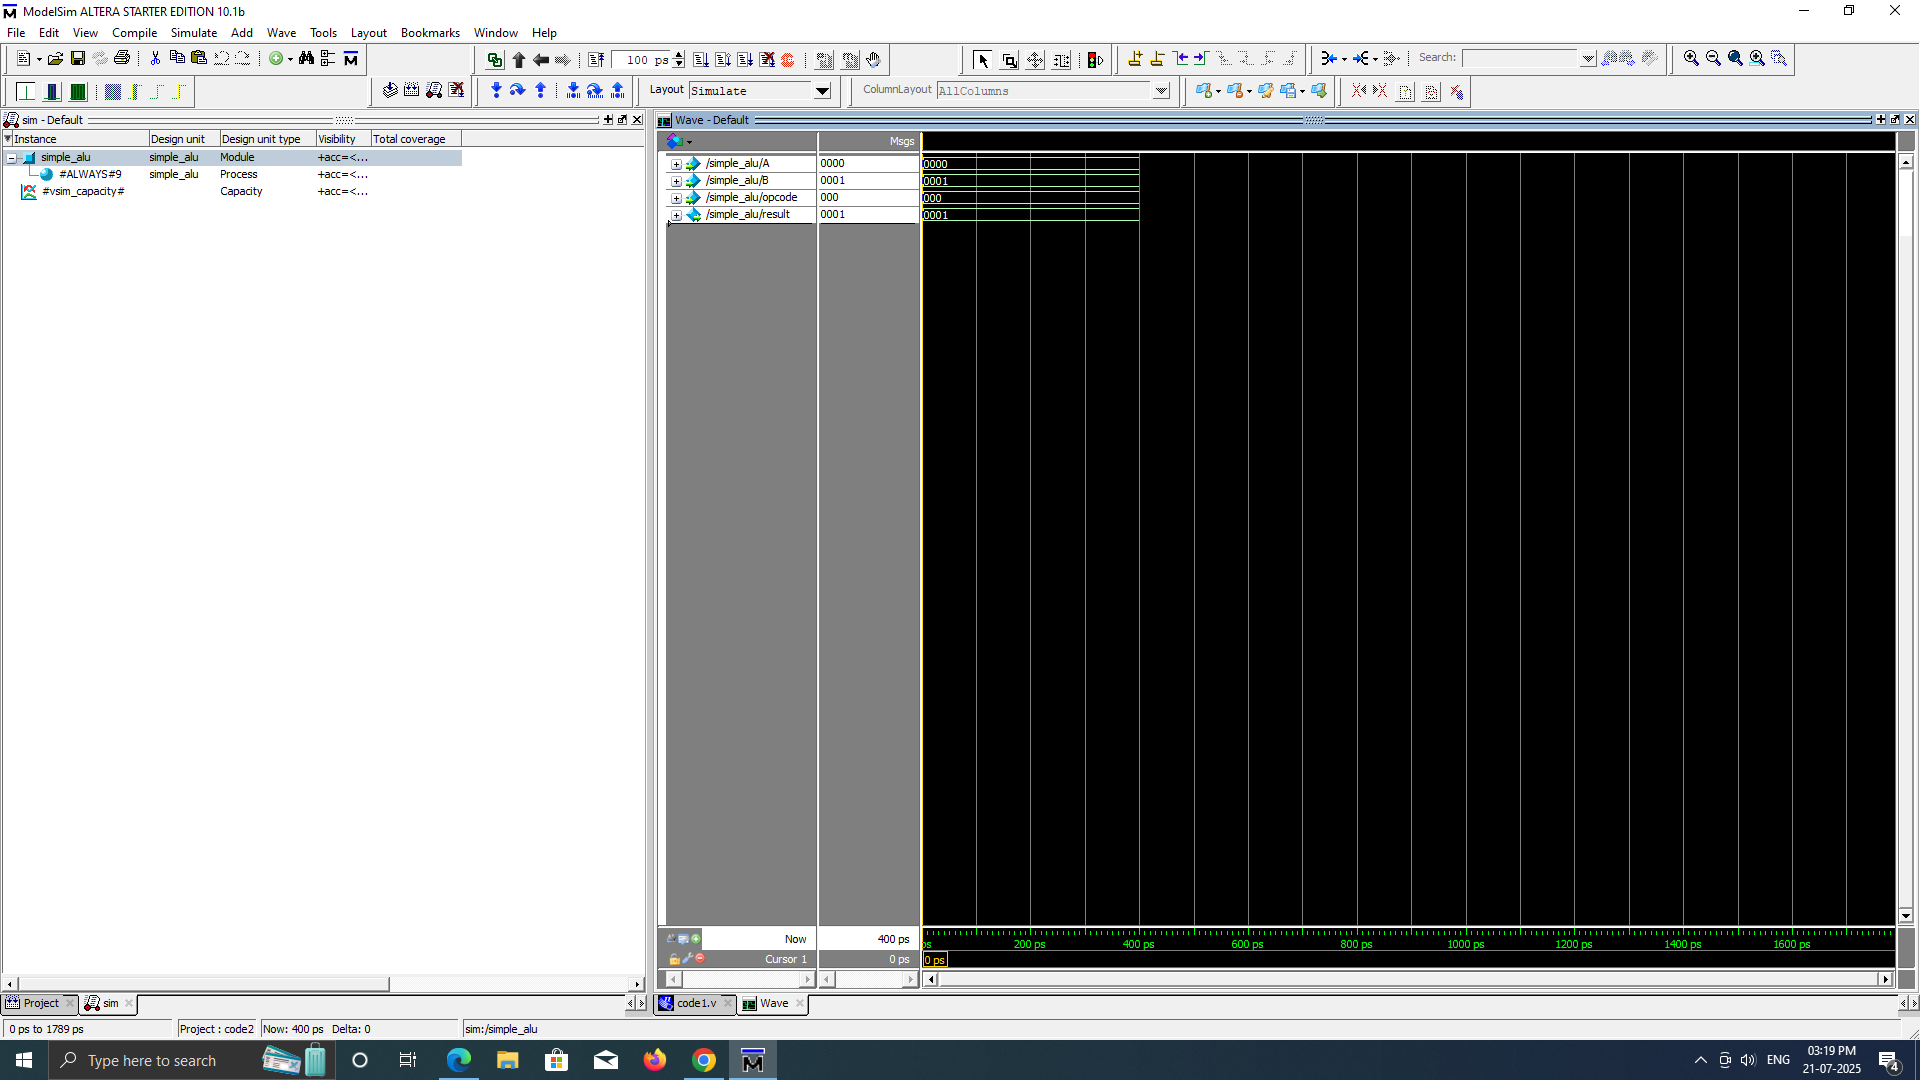 ModelSim ALTERA STARTER EDITION 10.1b
File Edit View Compile Simulate Add Wave Tools Layout Bookmarks Window Help
100 ps
Search:
Layout Simulate
ColumnLayout AllColumns
sim - Default
Instance Design unit Design unit type Visibility Total coverage
simple_alu simple_alu Module +acc=<...
#ALWAYS#9 simple_alu Process +acc=<...
#vsim_capacity# Capacity +acc=<...
Wave - Default
Msgs
/simple_alu/A 0000 0000
/simple_alu/B 0001 0001
/simple_alu/opcode 000 000
/simple_alu/result 0001 0001
Now 400 ps
200 ps 400 ps 600 ps 800 ps 1000 ps 1200 ps 1400 ps 1600 ps
Cursor 1 0 ps 0 ps
Project sim
code1.v Wave
0 ps to 1789 ps Project : code2 Now: 400 ps Delta: 0 sim:/simple_alu
Type here to search
ENG
03:19 PM
21-07-2025
4